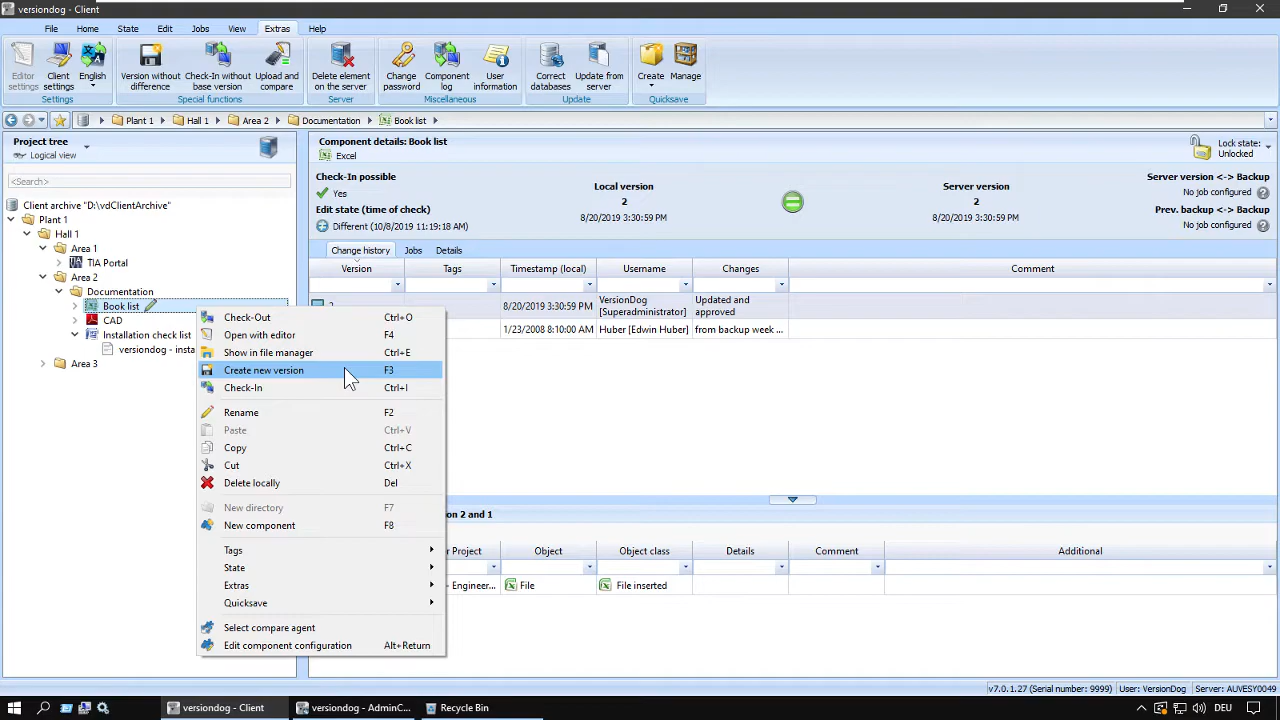 versiondog - Client
File Home State Edit Jobs View Extras Help
Editor settings
Client settings
English
Version without difference
Check-In without base version
Upload and compare
Delete element on the server
Change password
Component log
User information
Correct databases
Update from server
Create
Manage
Settings Special functions Server Miscellaneous Update Quicksave
Plant 1 Hall 1 Area 2 Documentation Book list
Project tree
Logical view
<Search>
Client archive "D:\vdClientArchive"
Plant 1
Hall 1
Area 1
TIA Portal
Area 2
Documentation
Book list
CAD
Installation check list
versiondog - insta
Area 3
Check-Out Ctrl+O
Open with editor F4
Show in file manager Ctrl+E
Create new version F3
Check-In Ctrl+I
Rename F2
Paste Ctrl+V
Copy Ctrl+C
Cut Ctrl+X
Delete locally Del
New directory F7
New component F8
Tags
State
Extras
Quicksave
Select compare agent
Edit component configuration Alt+Return
Component details: Book list
Excel
Lock state:
Unlocked
Check-In possible
Yes
Edit state (time of check)
Different (10/8/2019 11:19:18 AM)
Local version
2
8/20/2019 3:30:59 PM
Server version
2
8/20/2019 3:30:59 PM
Server version <-> Backup
No job configured
Prev. backup <-> Backup
No job configured
Change history Jobs Details
Version Tags Timestamp (local) Username Changes Comment
8/20/2019 3:30:59 PM VersionDog [Superadministrator] Updated and approved
1/23/2008 8:10:00 AM Huber [Edwin Huber] from backup week ...
on 2 and 1
r Project Object Object class Details Comment Additional
- Engineer... File File inserted
v7.0.1.27 (Serial number: 9999) User: VersionDog Server: AUVESY0049
versiondog - Client versiondog - AdminC... Recycle Bin DEU